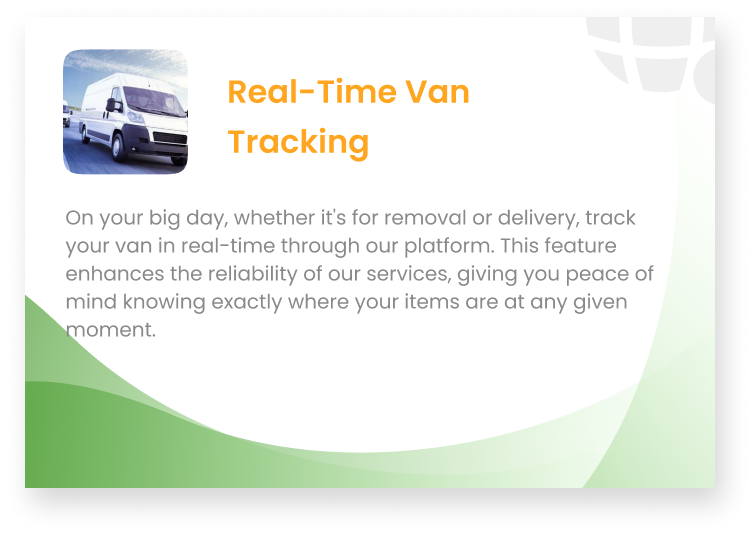 Real-Time Van
Tracking
On your big day, whether it's for removal or delivery, track
your van in real-time through our platform. This feature
enhances the reliability of our services, giving you peace of
mind knowing exactly where your items are at any given
moment.